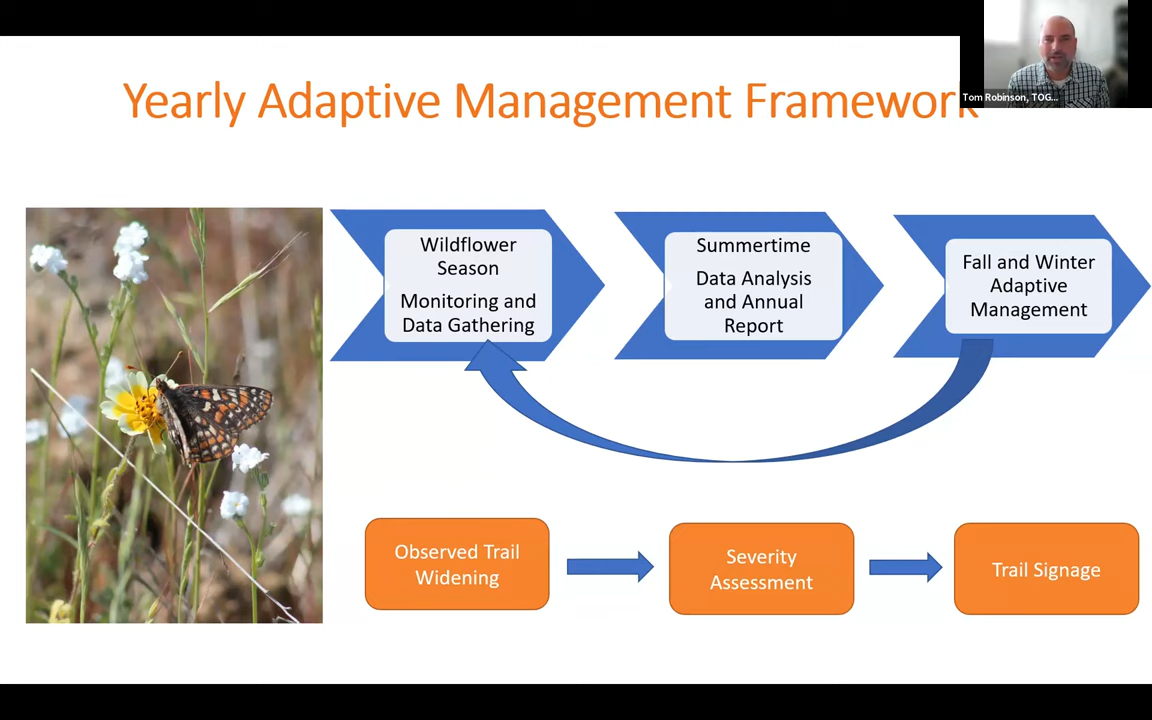 Yearly Adaptive Management Framework
Tom Robinson, TOG...
Wildflower
Season
Monitoring and
Data Gathering
Summertime
Data Analysis
and Annual
Report
Fall and Winter
Adaptive
Management
Observed Trail
Widening
Severity
Assessment
Trail Signage